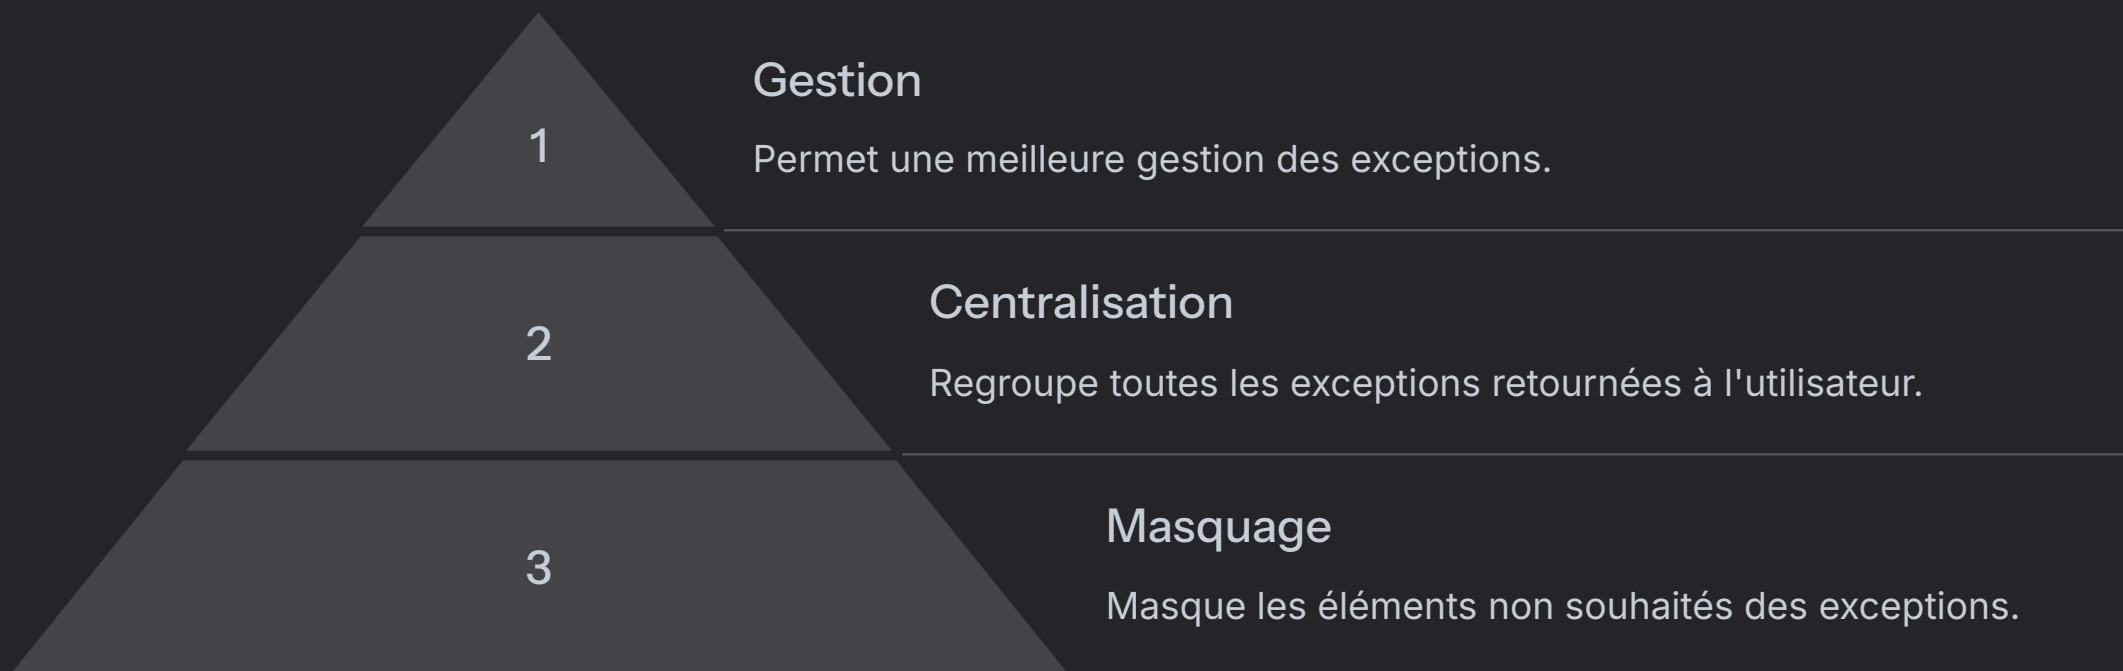 Gestion
1
Permet une meilleure gestion des exceptions.
Centralisation
2
Regroupe toutes les exceptions retournées à l'utilisateur.
Masquage
3
Masque les éléments non souhaités des exceptions.